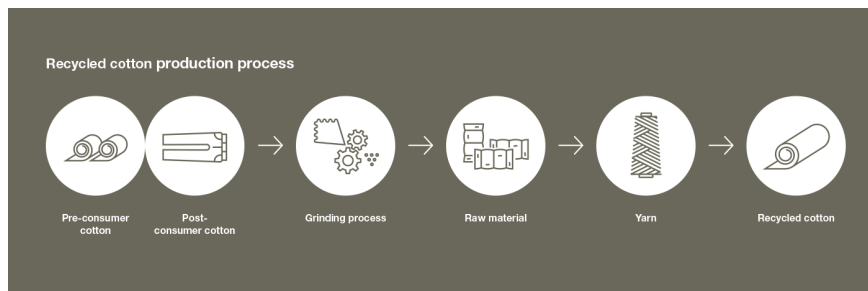 Recycled cotton production process
Pre-consumer
cotton
Post-
consumer cotton
Grinding process
Raw material
Yarn
Recycled cotton